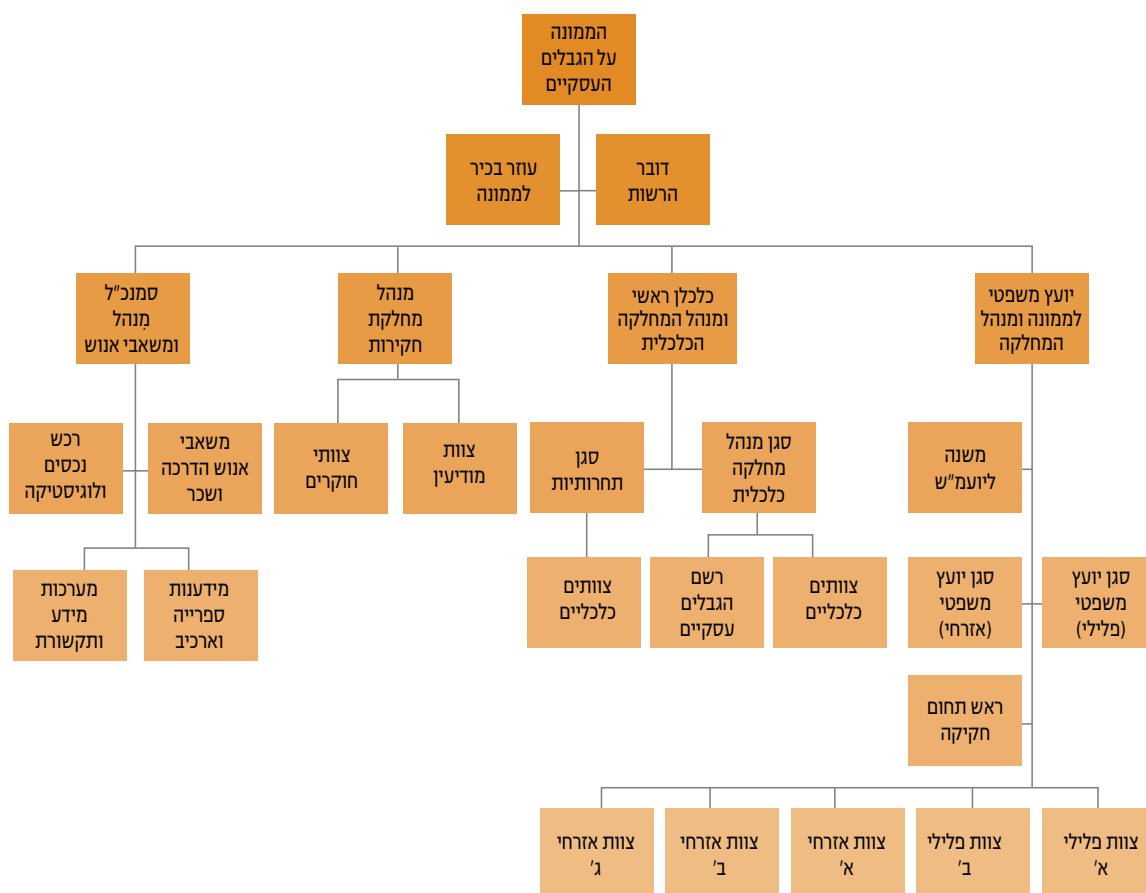 הממונה
על הגבלים
העסקיים
דובר
הרשות
עוזר בכיר
לממונה
יועץ משפטי
לממונה ומנהל
המחלקה
כלכלן ראשי
ומנהל המחלקה
הכלכלית
מנהל
מחלקת
חקירות
סמנכ"ל
מִנהל
ומשאבי אנוש
משנה
ליועמ"ש
סגן מנהל
מחלקה
כלכלית
סגן
תחרותיות
צוות
מודיעין
צוותי
חוקרים
משאבי
אנוש הדרכה
ושכר
רכש
נכסים
ולוגיסטיקה
סגן יועץ
משפטי
(פלילי)
סגן יועץ
משפטי
(אזרחי)
צוותים
כלכליים
רשם
הגבלים
עסקיים
צוותים
כלכליים
מידענות
ספרייה
וארכיב
מערכות
מידע
ותקשורת
ראש תחום
חקיקה
צוות פלילי
א'
צוות פלילי
ב'
צוות אזרחי
א'
צוות אזרחי
ב'
צוות אזרחי
ג'